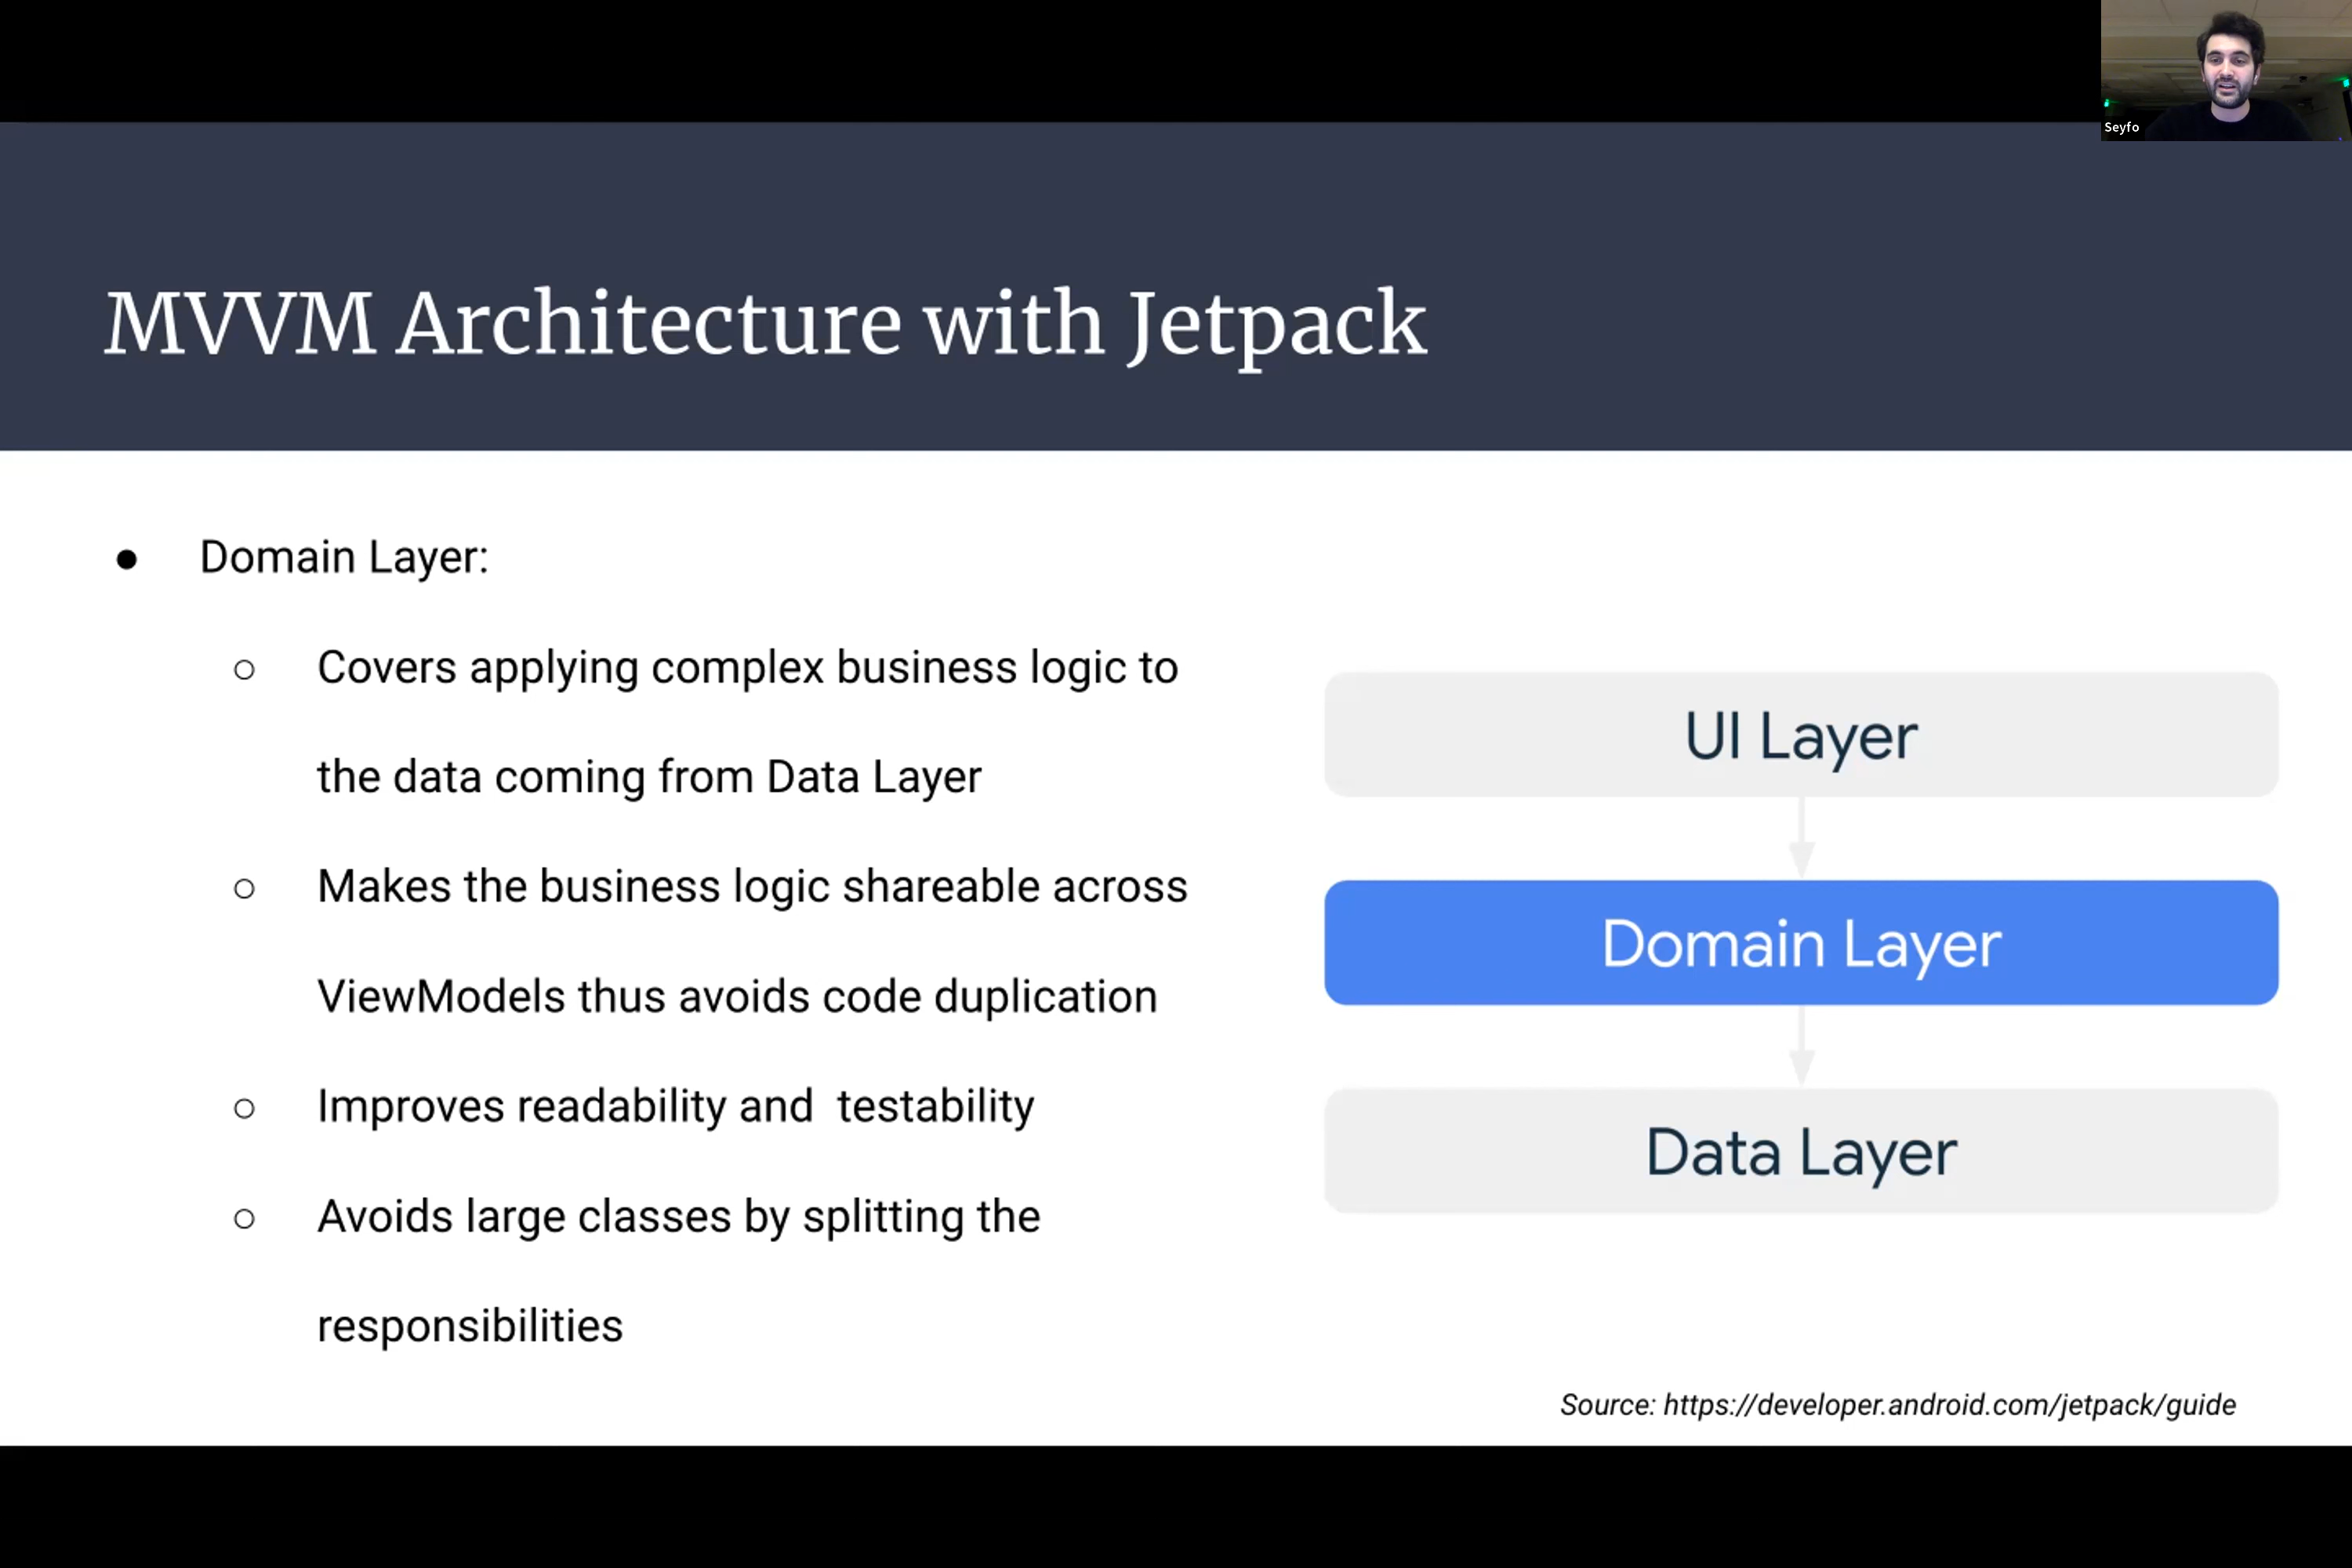 Seyfo
MVVM Architecture with Jetpack
● Domain Layer:
○ Covers applying complex business logic to
the data coming from Data Layer
○ Makes the business logic shareable across
ViewModels thus avoids code duplication
○ Improves readability and  testability
○ Avoids large classes by splitting the
responsibilities
UI Layer
Domain Layer
Data Layer
Source: https://developer.android.com/jetpack/guide